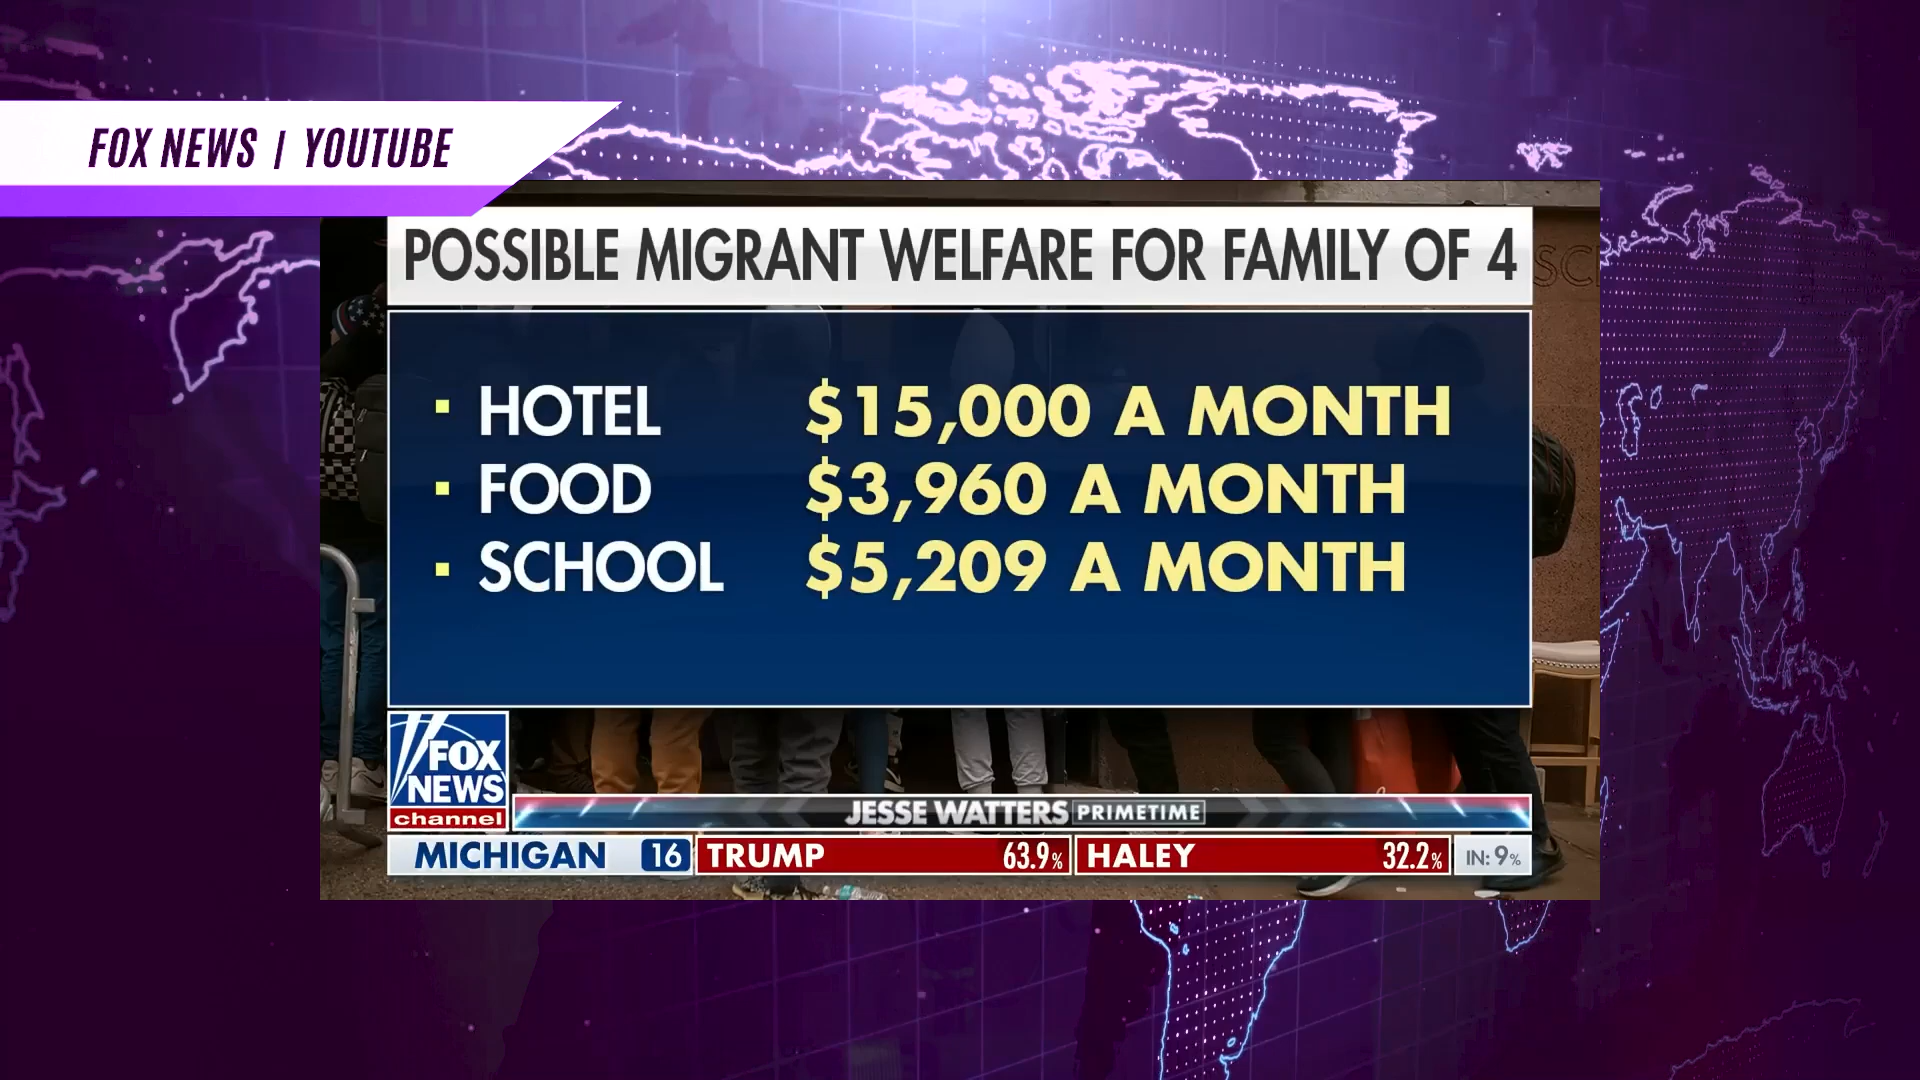 FOX NEWS | YOUTUBE
POSSIBLE MIGRANT WELFARE FOR FAMILY OF 4
SC
▪ HOTEL $15,000 A MONTH
▪ FOOD $3,960 A MONTH
▪ SCHOOL $5,209 A MONTH
FOX
NEWS
channel
JESSE WATTERS PRIMETIME
MICHIGAN 16 TRUMP 63.9% HALEY 32.2% IN: 9%